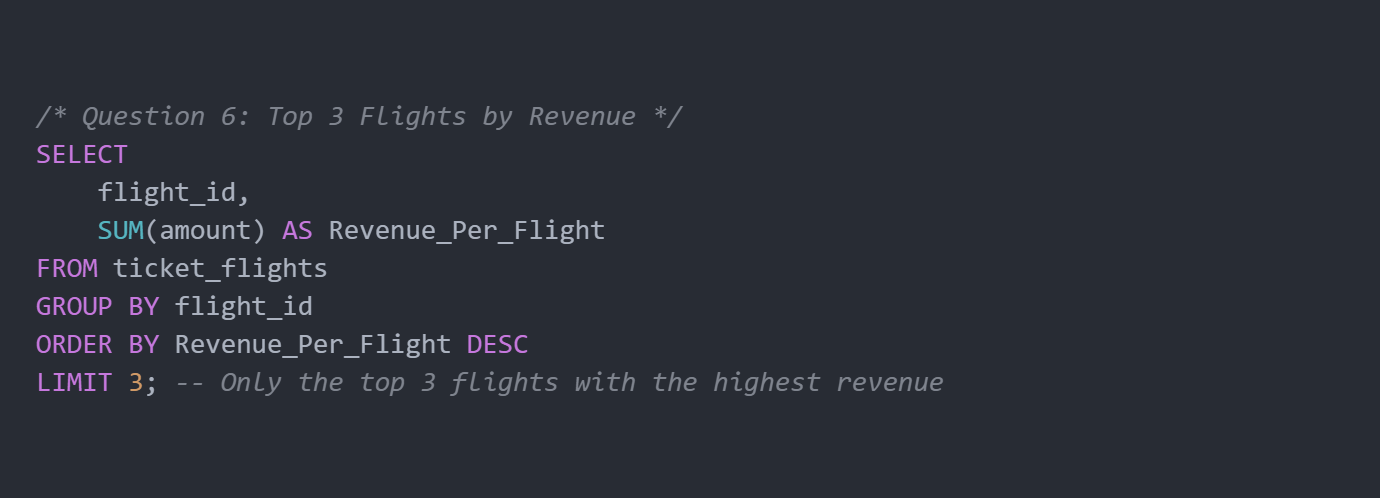 /* Question 6: Top 3 Flights by Revenue */
SELECT
    flight_id,
    SUM(amount) AS Revenue_Per_Flight
FROM ticket_flights
GROUP BY flight_id
ORDER BY Revenue_Per_Flight DESC
LIMIT 3; -- Only the top 3 flights with the highest revenue